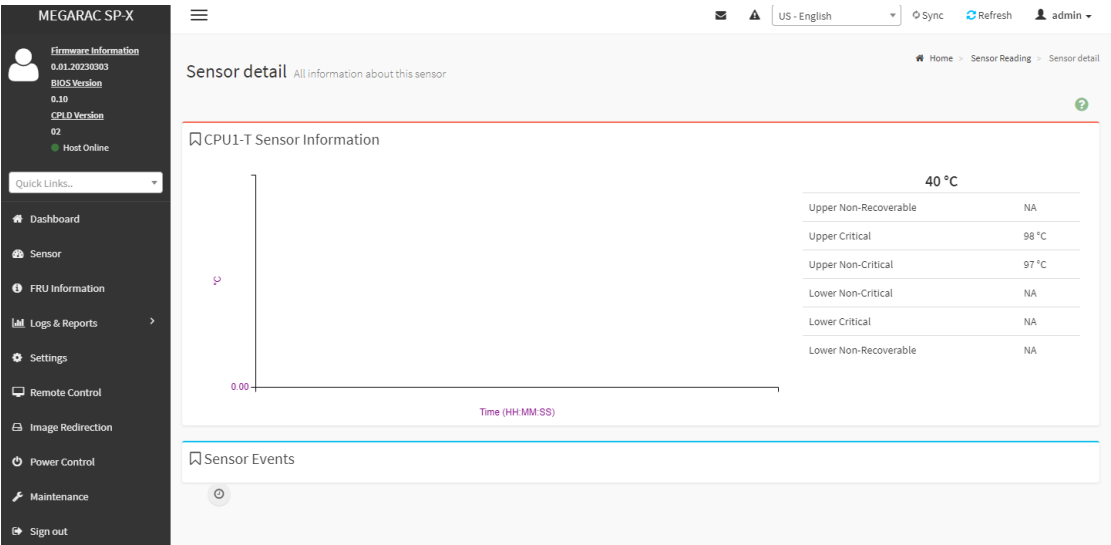 MEGARAC SP-X
US - English
Sync
Refresh
admin
Firmware Information
0.01.20230303
BIOS Version
0.10
CPLD Version
02
Host Online
Quick Links..
Dashboard
Sensor
FRU Information
Logs & Reports
Settings
Remote Control
Image Redirection
Power Control
Maintenance
Sign out
Sensor detail All information about this sensor
Home > Sensor Reading > Sensor detail
CPU1-T Sensor Information
°C
0.00
Time (HH:MM:SS)
40 °C
Upper Non-Recoverable NA
Upper Critical 98 °C
Upper Non-Critical 97 °C
Lower Non-Critical NA
Lower Critical NA
Lower Non-Recoverable NA
Sensor Events